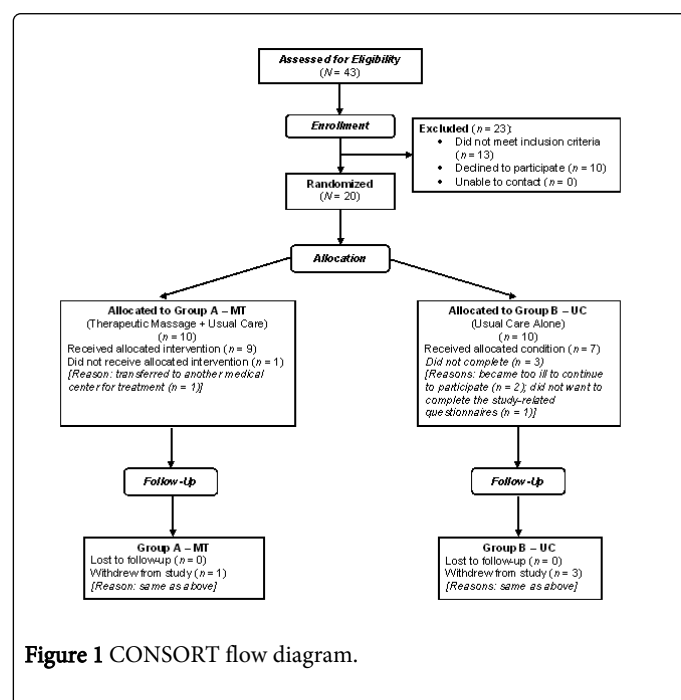 Assessed for Eligibility
(N = 43)
Enrollment
Excluded (n = 23):
• Did not meet inclusion criteria
(n = 13)
• Declined to participate (n = 10)
• Unable to contact (n = 0)
Randomized
(N = 20)
Allocation
Allocated to Group A – MT
(Therapeutic Massage + Usual Care)
(n = 10)
Received allocated intervention (n = 9)
Did not receive allocated intervention (n = 1)
[Reason: transferred to another medical
center for treatment (n = 1)]
Allocated to Group B – UC
(Usual Care Alone)
(n = 10)
Received allocated condition (n = 7)
Did not complete (n = 3)
[Reasons: became too ill to continue
to participate (n = 2); did not want to
complete the study-related
questionnaires (n = 1)]
Follow-Up
Follow-Up
Group A – MT
Lost to follow-up (n = 0)
Withdrew from study (n = 1)
[Reason: same as above]
Group B – UC
Lost to follow-up (n = 0)
Withdrew from study (n = 3)
[Reasons: same as above]
Figure 1 CONSORT flow diagram.